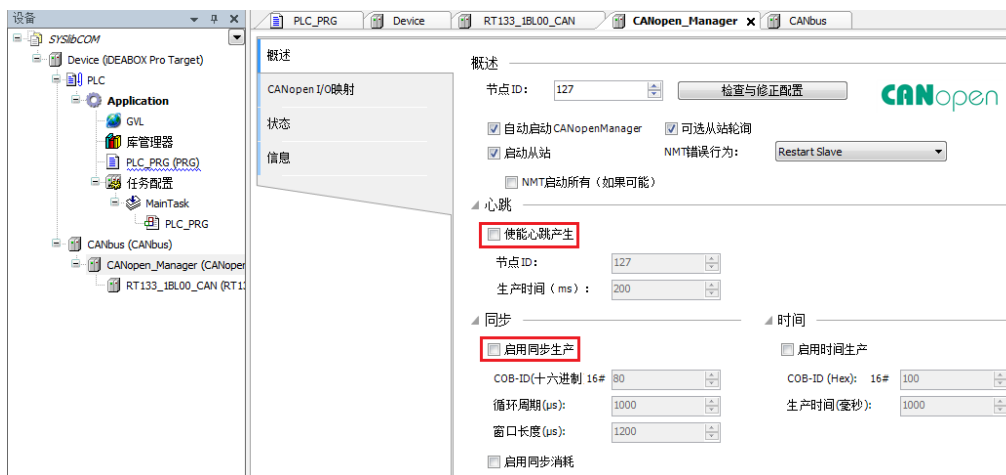 设备
SYSlibCOM
Device (iDEABOX Pro Target)
PLC
Application
GVL
库管理器
PLC_PRG (PRG)
任务配置
MainTask
PLC_PRG
CANbus (CANbus)
CANopen_Manager (CANoper
RT133_1BL00_CAN (RT1
PLC_PRG
Device
RT133_1BL00_CAN
CANopen_Manager
CANbus
概述
CANopen I/O映射
状态
信息
概述
节点ID: 127 检查与修正配置
CANopen
自动启动CANopenManager 可选从站轮询
启动从站 NMT错误行为: Restart Slave
NMT启动所有（如果可能）
心跳
使能心跳产生
节点ID: 127
生产时间（ms）: 200
同步 时间
启用同步生产 启用时间生产
COB-ID(十六进制 16# 80 COB-ID (Hex): 16# 100
循环周期(µs): 1000 生产时间(毫秒): 1000
窗口长度(µs): 1200
启用同步消耗